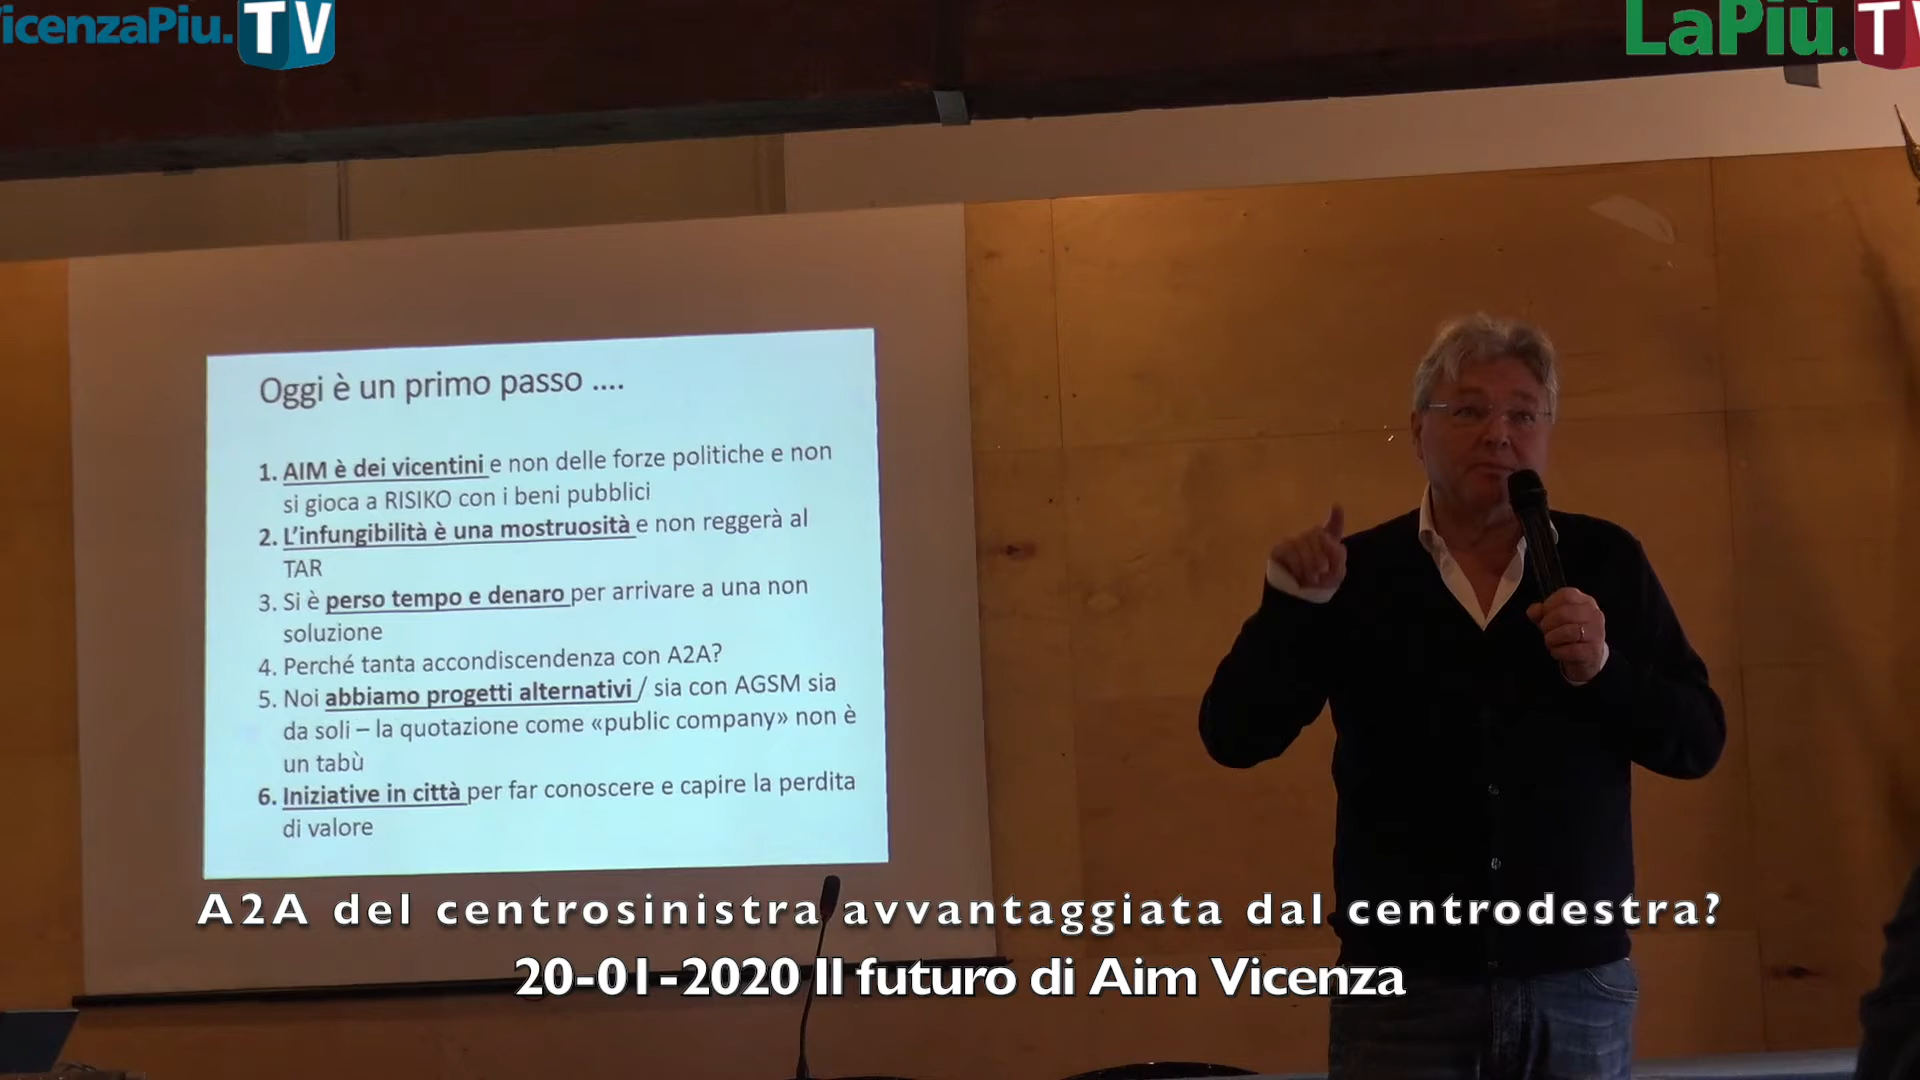 icenzaPiu.TV
LaPiù.T
Oggi è un primo passo ....
1. AIM è dei vicentini e non delle forze politiche e non
si gioca a RISIKO con i beni pubblici
2. L'infungibilità è una mostruosità e non reggerà al
TAR
3. Si è perso tempo e denaro per arrivare a una non
soluzione
4. Perché tanta accondiscendenza con A2A?
5. Noi abbiamo progetti alternativi / sia con AGSM sia
da soli – la quotazione come «public company» non è
un tabù
6. Iniziative in città per far conoscere e capire la perdita
di valore
A2A del centrosinistra avvantaggiata dal centrodestra?
20-01-2020 Il futuro di Aim Vicenza